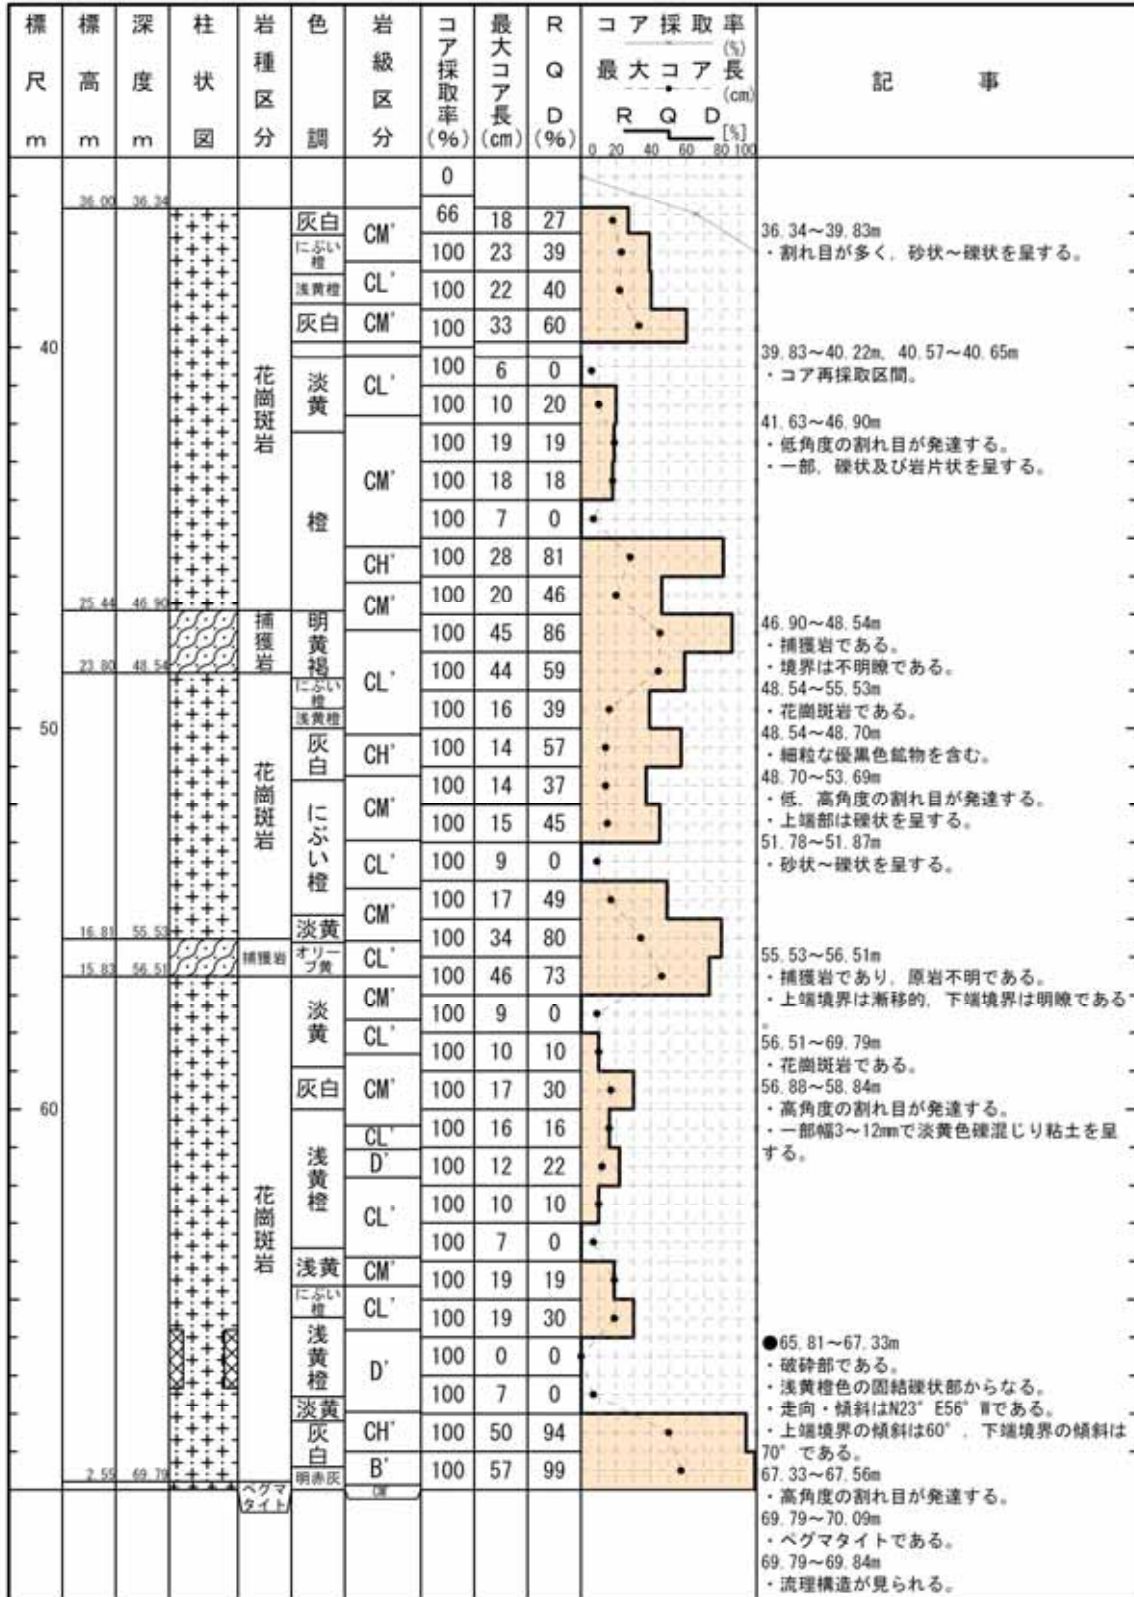 標尺m
標高m
深度m
柱状図
岩種区分
色調
岩級区分
コア採取率(%)
最大コア長(cm)
RQD(%)
コア採取率
(%)
最大コア長
(cm)
RQD
[%]
0 20 40 60 80 100
記事
0
36.00 36.34
66 18 27
100 23 39
100 22 40
100 33 60
100 6 0
100 10 20
100 19 19
100 18 18
100 7 0
100 28 81
100 20 46
100 45 86
100 44 59
100 16 39
100 14 57
100 14 37
100 15 45
100 9 0
100 17 49
100 34 80
100 46 73
100 9 0
100 10 10
100 17 30
100 16 16
100 12 22
100 10 10
100 7 0
100 19 19
100 19 30
100 0 0
100 7 0
100 50 94
100 57 99
40
50
60
25.44 46.90
23.80 48.54
16.81 55.53
15.83 56.51
2.55 69.79
花崗斑岩
捕獲岩
花崗斑岩
捕獲岩
花崗斑岩
ペグマタイト
灰白
にぶい橙
浅黄橙
灰白
淡黄
橙
明黄褐
にぶい橙
浅黄橙
灰白
にぶい橙
淡黄
オリーブ黄
淡黄
灰白
浅黄橙
浅黄
にぶい橙
浅黄橙
淡黄
灰白
明赤灰
CM'
CL'
CM'
CL'
CM'
CH'
CM'
CL'
CH'
CM'
CL'
CM'
CL'
CM'
CL'
CM'
CL'
D'
CL'
CM'
CL'
D'
CH'
B'
36.34～39.83m
・割れ目が多く，砂状～礫状を呈する。
39.83～40.22m，40.57～40.65m
・コア再採取区間。
41.63～46.90m
・低角度の割れ目が発達する。
・一部，礫状及び岩片状を呈する。
46.90～48.54m
・捕獲岩である。
・境界は不明瞭である。
48.54～55.53m
・花崗斑岩である。
48.54～48.70m
・細粒な優黒色鉱物を含む。
48.70～53.69m
・低，高角度の割れ目が発達する。
・上端部は礫状を呈する。
51.78～51.87m
・砂状～礫状を呈する。
55.53～56.51m
・捕獲岩であり，原岩不明である。
・上端境界は漸移的，下端境界は明瞭である
。
56.51～69.79m
・花崗斑岩である。
56.88～58.84m
・高角度の割れ目が発達する。
・一部幅3～12mmで淡黄色礫混じり粘土を呈
する。
●65.81～67.33m
・破砕部である。
・浅黄橙色の固結礫状部からなる。
・走向・傾斜はN23°E56°Wである。
・上端境界の傾斜は60°，下端境界の傾斜は
70°である。
67.33～67.56m
・高角度の割れ目が発達する。
69.79～70.09m
・ペグマタイトである。
69.79～69.84m
・流理構造が見られる。